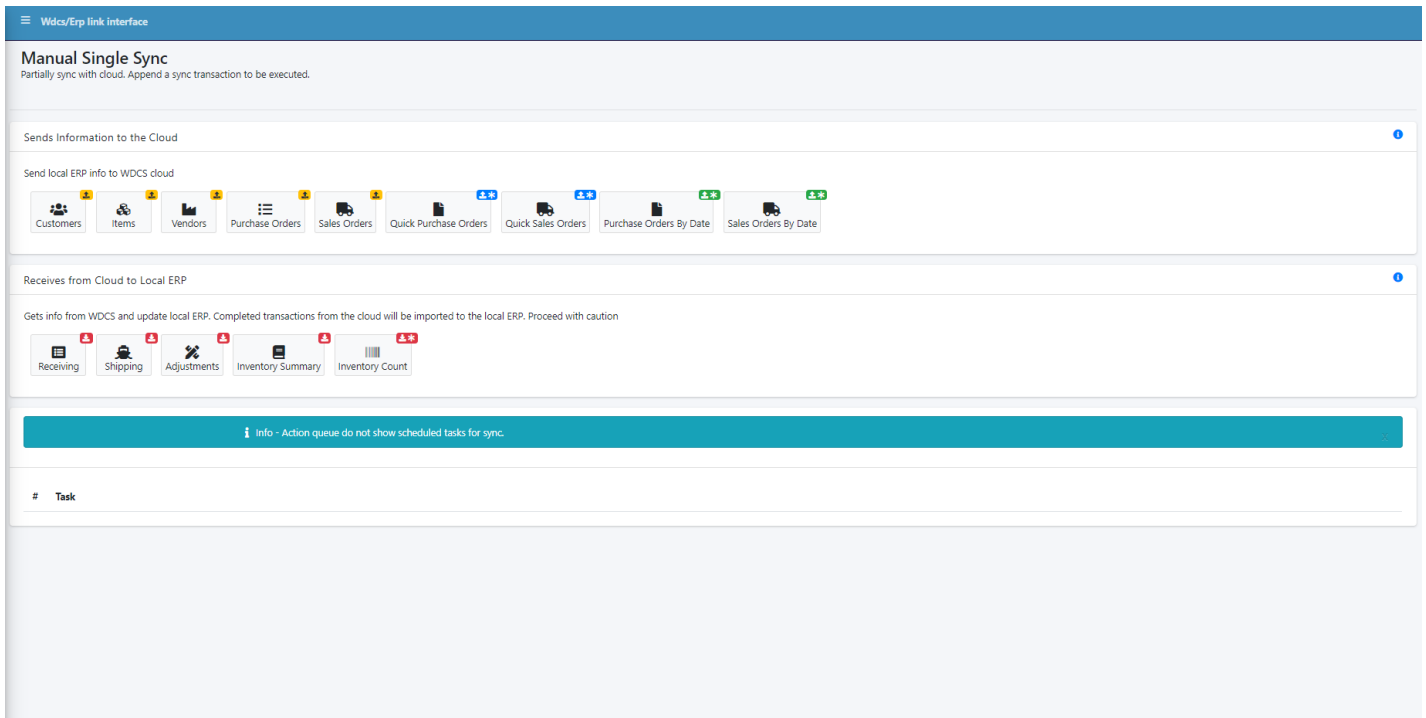 Wdcs/Erp link interface
Manual Single Sync
Partially sync with cloud. Append a sync transaction to be executed.
Sends Information to the Cloud
Send local ERP info to WDCS cloud
Customers
Items
Vendors
Purchase Orders
Sales Orders
Quick Purchase Orders
Quick Sales Orders
Purchase Orders By Date
Sales Orders By Date
Receives from Cloud to Local ERP
Gets info from WDCS and update local ERP. Completed transactions from the cloud will be imported to the local ERP. Proceed with caution
Receiving
Shipping
Adjustments
Inventory Summary
Inventory Count
Info - Action queue do not show scheduled tasks for sync.
# Task